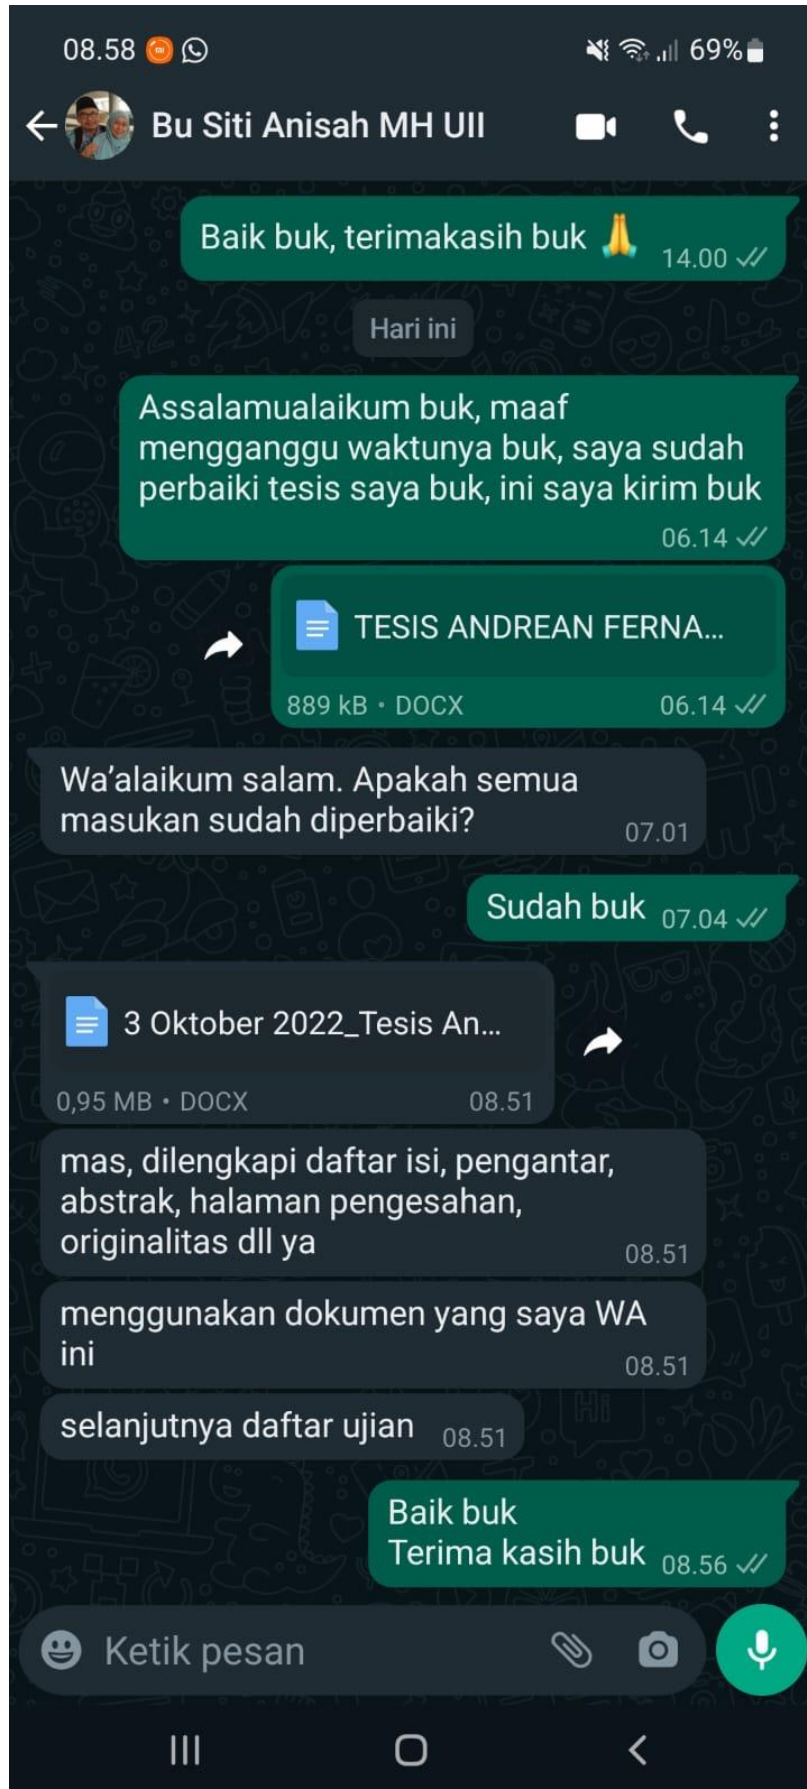 08.58
69%
Bu Siti Anisah MH UII
Baik buk, terimakasih buk 🙏
14.00
Hari ini
Assalamualaikum buk, maaf
mengganggu waktunya buk, saya sudah
perbaiki tesis saya buk, ini saya kirim buk
06.14
TESIS ANDREAN FERNA...
889 kB • DOCX
06.14
Wa’alaikum salam. Apakah semua
masukan sudah diperbaiki?
07.01
Sudah buk
07.04
3 Oktober 2022_Tesis An...
0,95 MB • DOCX
08.51
mas, dilengkapi daftar isi, pengantar,
abstrak, halaman pengesahan,
originalitas dll ya
08.51
menggunakan dokumen yang saya WA
ini
08.51
selanjutnya daftar ujian
08.51
Baik buk
Terima kasih buk
08.56
Ketik pesan